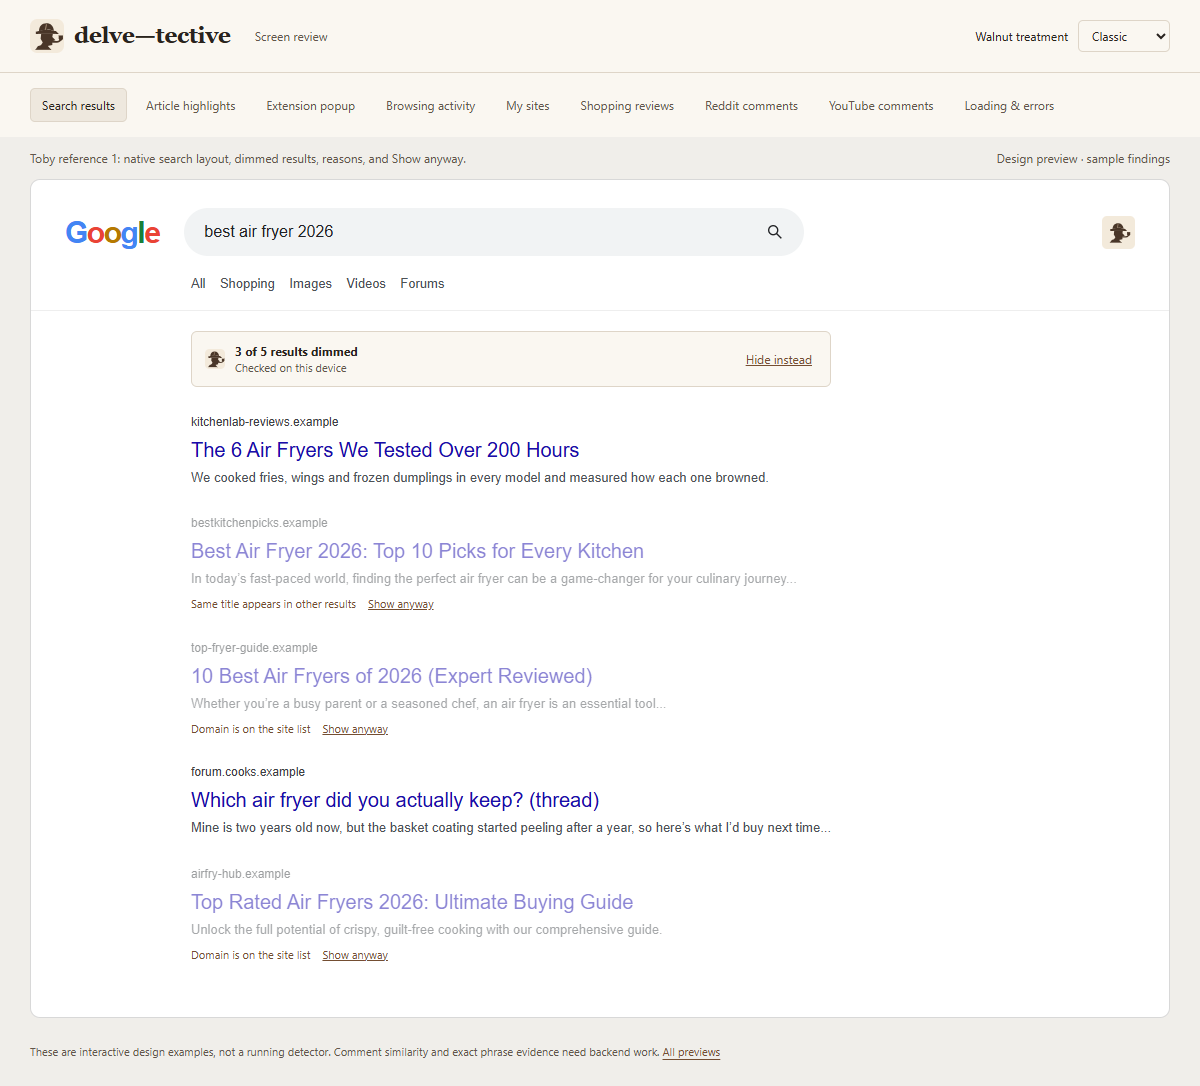 delve—tective
Screen review
Walnut treatment
Classic
Search results
Article highlights
Extension popup
Browsing activity
My sites
Shopping reviews
Reddit comments
YouTube comments
Loading & errors
Toby reference 1: native search layout, dimmed results, reasons, and Show anyway.
Design preview · sample findings
Google
best air fryer 2026
All
Shopping
Images
Videos
Forums
3 of 5 results dimmed
Checked on this device
Hide instead
kitchenlab-reviews.example
The 6 Air Fryers We Tested Over 200 Hours
We cooked fries, wings and frozen dumplings in every model and measured how each one browned.
bestkitchenpicks.example
Best Air Fryer 2026: Top 10 Picks for Every Kitchen
In today's fast-paced world, finding the perfect air fryer can be a game-changer for your culinary journey...
Same title appears in other results
Show anyway
top-fryer-guide.example
10 Best Air Fryers of 2026 (Expert Reviewed)
Whether you're a busy parent or a seasoned chef, an air fryer is an essential tool...
Domain is on the site list
Show anyway
forum.cooks.example
Which air fryer did you actually keep? (thread)
Mine is two years old now, but the basket coating started peeling after a year, so here's what I'd buy next time...
airfry-hub.example
Top Rated Air Fryers 2026: Ultimate Buying Guide
Unlock the full potential of crispy, guilt-free cooking with our comprehensive guide.
Domain is on the site list
Show anyway
These are interactive design examples, not a running detector. Comment similarity and exact phrase evidence need backend work. All previews